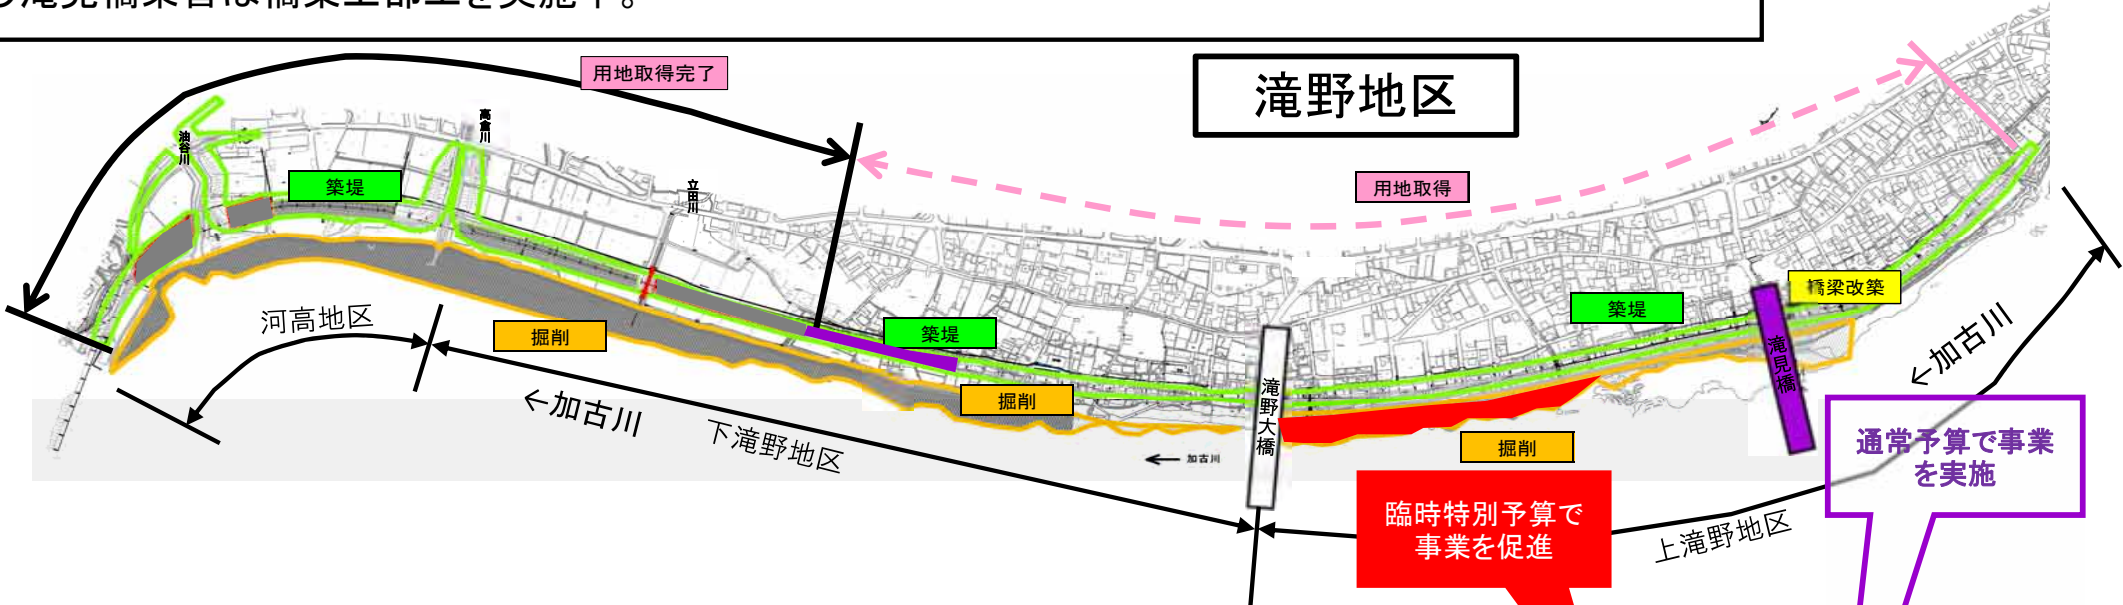 滝見橋架替は橋梁上部工を実施中。
滝野地区
用地取得完了
用地取得
油谷川
高倉川
立田川
築堤
築堤
築堤
橋梁改築
河高地区
掘削
掘削
掘削
←加古川
下滝野地区
← 加古川
滝野大橋
滝見橋
←加古川
上滝野地区
臨時特別予算で
事業を促進
通常予算で事業
を実施